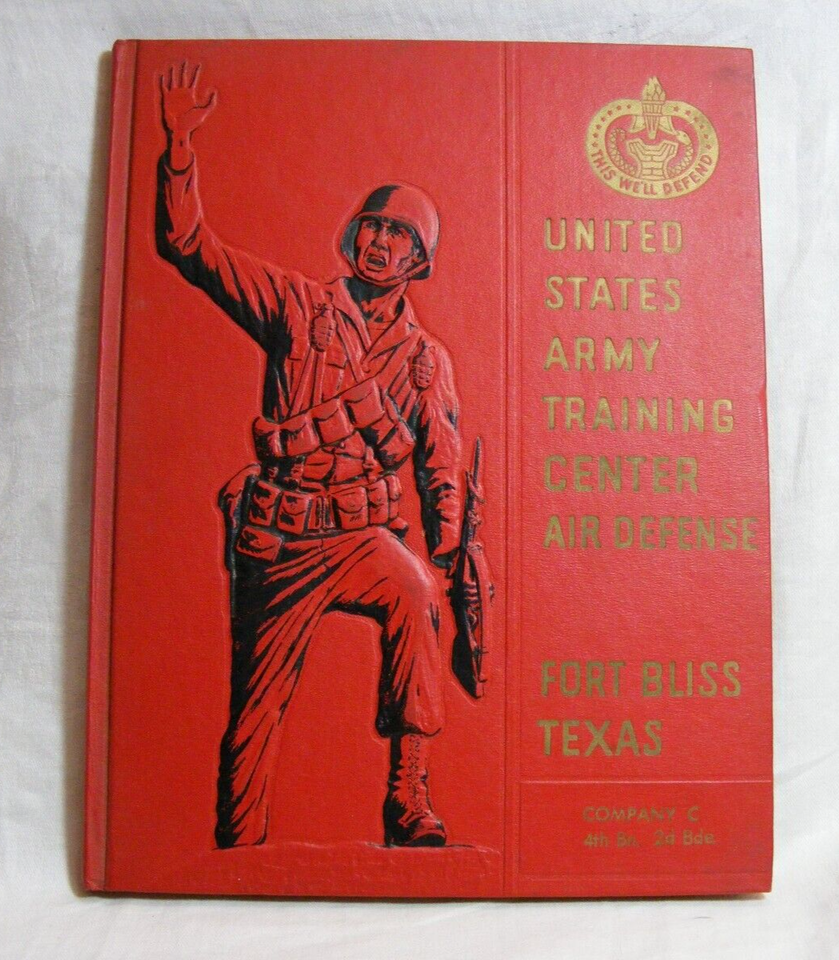 THIS WE'LL DEFEND
UNITED
STATES
ARMY
TRAINING
CENTER
AIR DEFENSE
FORT BLISS
TEXAS
COMPANY C
4th Bn. 2d Bde.